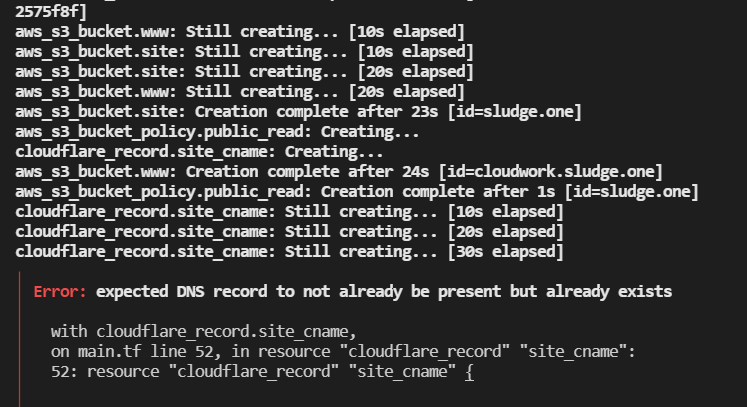 2575f8f]
aws_s3_bucket.www: Still creating... [10s elapsed]
aws_s3_bucket.site: Still creating... [10s elapsed]
aws_s3_bucket.site: Still creating... [20s elapsed]
aws_s3_bucket.www: Still creating... [20s elapsed]
aws_s3_bucket.site: Creation complete after 23s [id=sludge.one]
aws_s3_bucket_policy.public_read: Creating...
cloudflare_record.site_cname: Creating...
aws_s3_bucket.www: Creation complete after 24s [id=cloudwork.sludge.one]
aws_s3_bucket_policy.public_read: Creation complete after 1s [id=sludge.one]
cloudflare_record.site_cname: Still creating... [10s elapsed]
cloudflare_record.site_cname: Still creating... [20s elapsed]
cloudflare_record.site_cname: Still creating... [30s elapsed]
Error: expected DNS record to not already be present but already exists
with cloudflare_record.site_cname,
on main.tf line 52, in resource "cloudflare_record" "site_cname":
52: resource "cloudflare_record" "site_cname" {